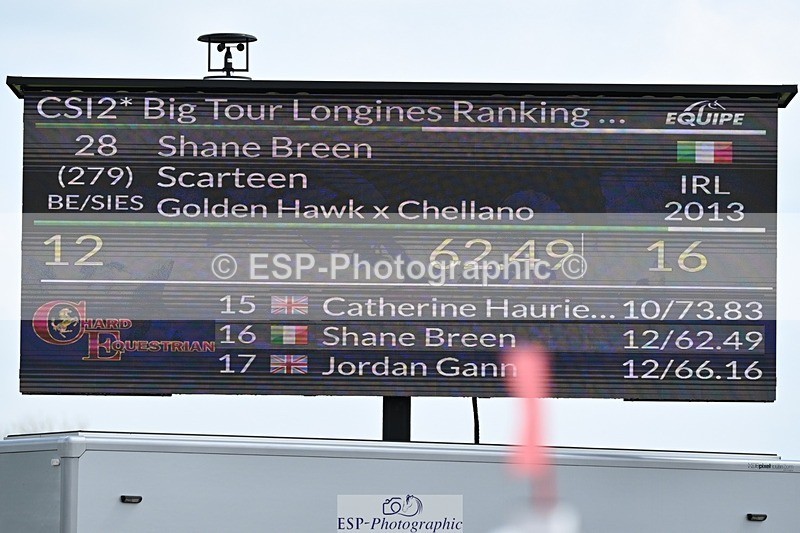 CSI2* Big Tour Longines Ranking ...
EQUIPE
28 Shane Breen
(279) Scarteen IRL
BE/SIES Golden Hawk x Chellano 2013
12 62.49 16
© ESP-Photographic ©
15 Catherine Haurie... 10/73.83
16 Shane Breen 12/62.49
17 Jordan Gann 12/66.16
CHARD
EQUESTRIAN
ESP-Photographic